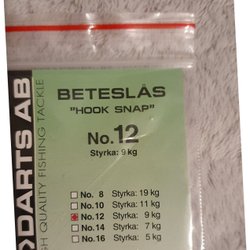 DARTS AB
H QUALITY FISHING TACKLE
BETESLÅS
"HOOK SNAP"
No.12
Styrka: 9 kg
No. 8 Styrka: 19 kg
No.10 Styrka: 11 kg
No.12 Styrka: 9 kg
No.14 Styrka: 7 kg
No.16 Styrka: 5 kg